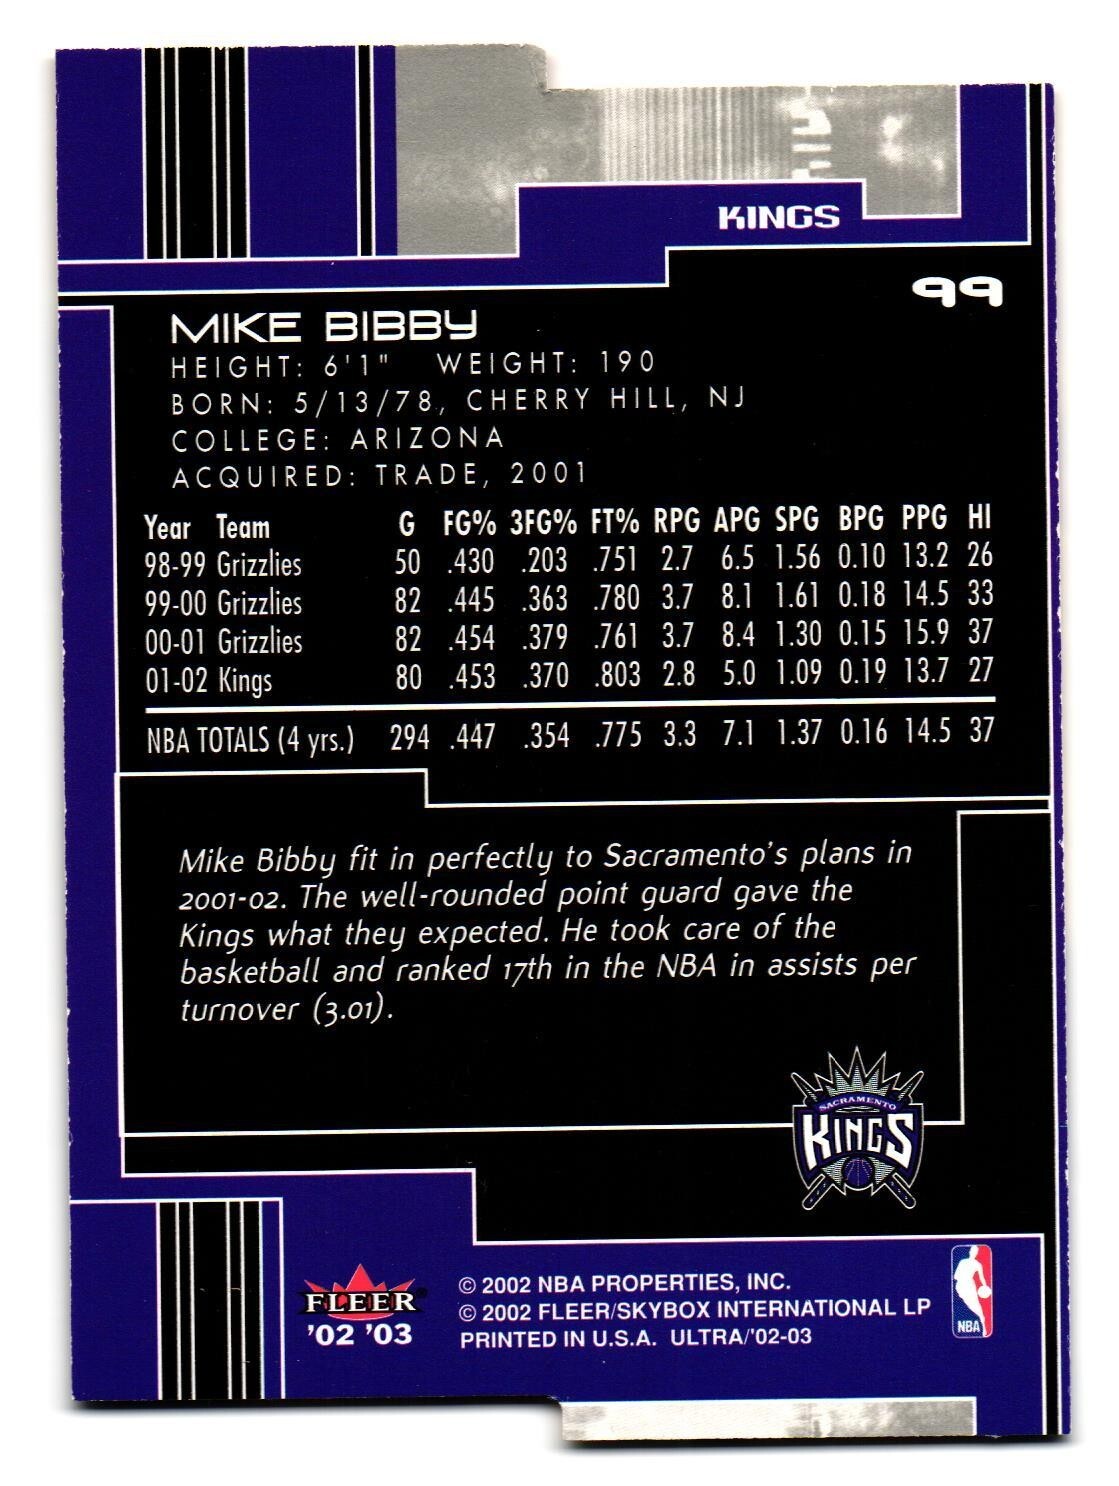 KINGS
99
MIKE BIBBY
HEIGHT: 6'1" WEIGHT: 190
BORN: 5/13/78, CHERRY HILL, NJ
COLLEGE: ARIZONA
ACQUIRED: TRADE, 2001
Year Team G FG% 3FG% FT% RPG APG SPG BPG PPG HI
98-99 Grizzlies 50 .430 .203 .751 2.7 6.5 1.56 0.10 13.2 26
99-00 Grizzlies 82 .445 .363 .780 3.7 8.1 1.61 0.18 14.5 33
00-01 Grizzlies 82 .454 .379 .761 3.7 8.4 1.30 0.15 15.9 37
01-02 Kings 80 .453 .370 .803 2.8 5.0 1.09 0.19 13.7 27
NBA TOTALS (4 yrs.) 294 .447 .354 .775 3.3 7.1 1.37 0.16 14.5 37
Mike Bibby fit in perfectly to Sacramento's plans in
2001-02. The well-rounded point guard gave the
Kings what they expected. He took care of the
basketball and ranked 17th in the NBA in assists per
turnover (3.01).
SACRAMENTO
KINGS
FLEER
'02 '03
© 2002 NBA PROPERTIES, INC.
© 2002 FLEER/SKYBOX INTERNATIONAL LP
PRINTED IN U.S.A. ULTRA/'02-03
NBA